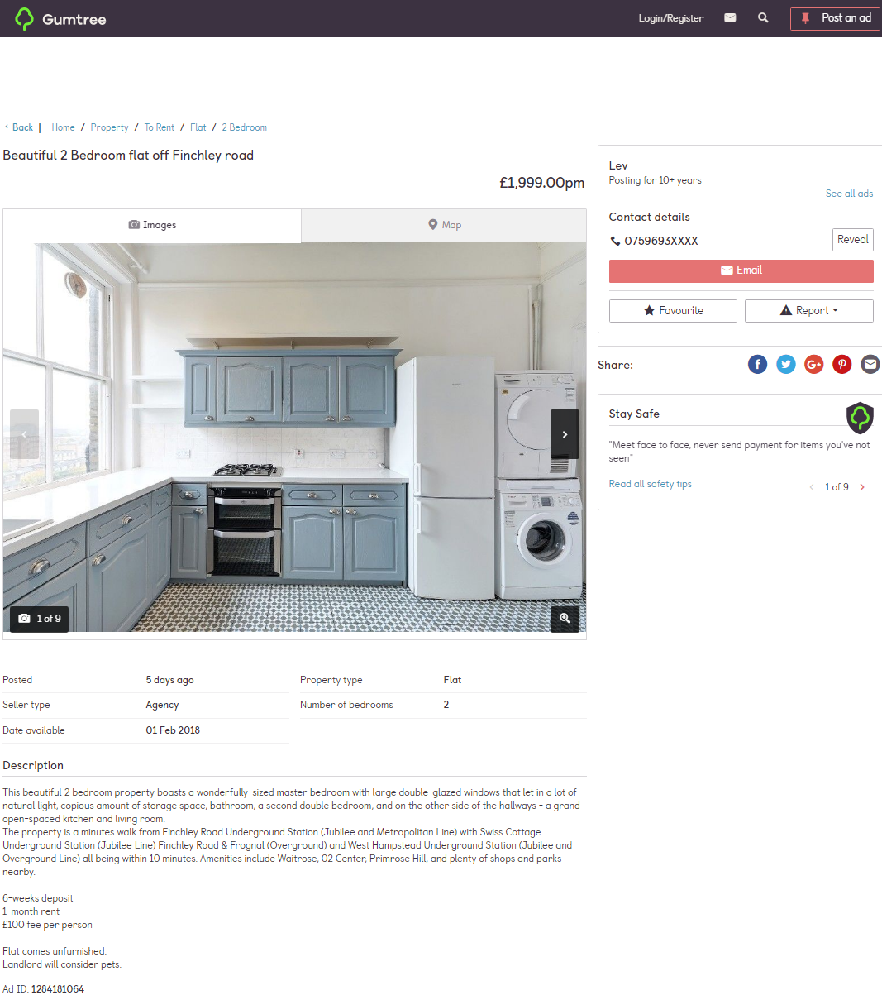 Gumtree
Login/Register
Post an ad
Back | Home / Property / To Rent / Flat / 2 Bedroom
Beautiful 2 Bedroom flat off Finchley road
£1,999.00pm
Images
Map
1 of 9
Lev
Posting for 10+ years
See all ads
Contact details
0759693XXXX
Reveal
Email
Favourite
Report
Share:
Stay Safe
"Meet face to face, never send payment for items you've not
seen"
Read all safety tips
1 of 9
Posted 5 days ago
Property type Flat
Seller type Agency
Number of bedrooms 2
Date available 01 Feb 2018
Description
This beautiful 2 bedroom property boasts a wonderfully-sized master bedroom with large double-glazed windows that let in a lot of
natural light, copious amount of storage space, bathroom, a second double bedroom, and on the other side of the hallways - a grand
open-spaced kitchen and living room.
The property is a minutes walk from Finchley Road Underground Station (Jubilee and Metropolitan Line) with Swiss Cottage
Underground Station (Jubilee Line) Finchley Road & Frognal (Overground) and West Hampstead Underground Station (Jubilee and
Overground Line) all being within 10 minutes. Amenities include Waitrose, O2 Center, Primrose Hill, and plenty of shops and parks
nearby.
6-weeks deposit
1-month rent
£100 fee per person
Flat comes unfurnished.
Landlord will consider pets.
Ad ID: 1284181064